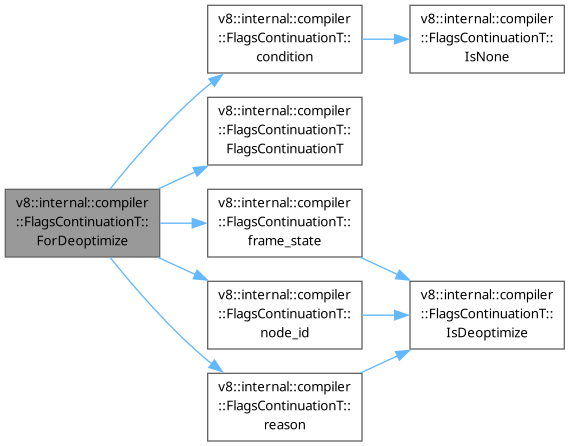 v8::internal::compiler
::FlagsContinuationT::
ForDeoptimize
v8::internal::compiler
::FlagsContinuationT::
condition
v8::internal::compiler
::FlagsContinuationT::
FlagsContinuationT
v8::internal::compiler
::FlagsContinuationT::
frame_state
v8::internal::compiler
::FlagsContinuationT::
node_id
v8::internal::compiler
::FlagsContinuationT::
reason
v8::internal::compiler
::FlagsContinuationT::
IsNone
v8::internal::compiler
::FlagsContinuationT::
IsDeoptimize